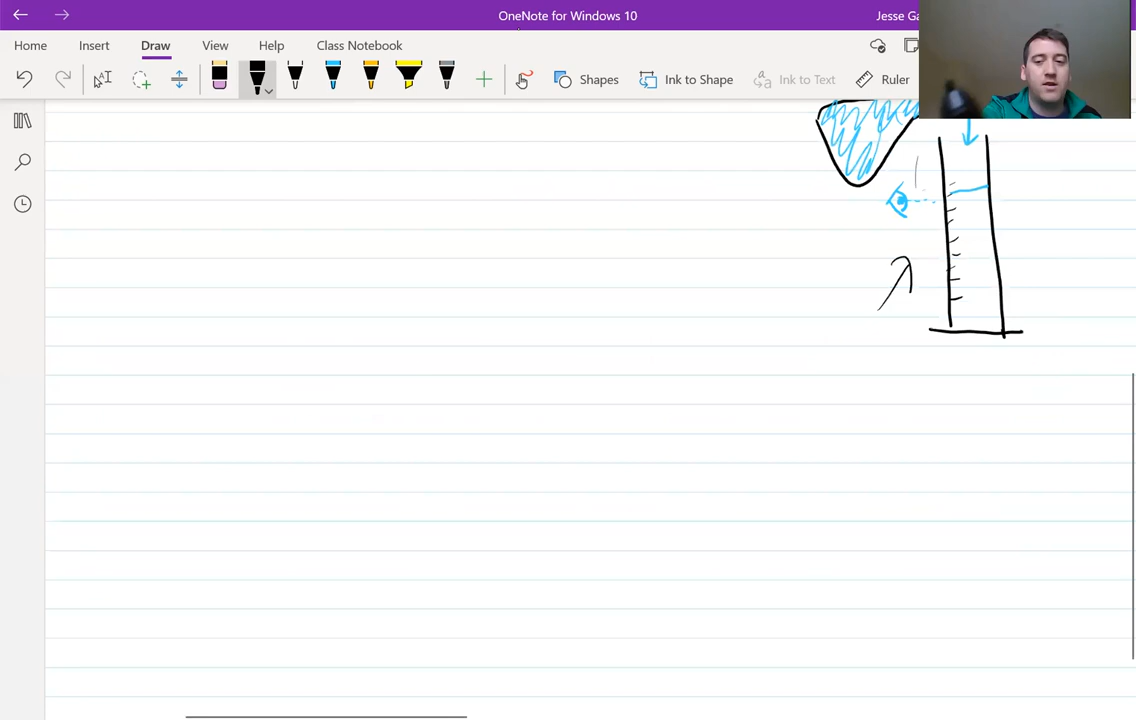 OneNote for Windows 10
Jesse Ga
Home Insert Draw View Help Class Notebook
Shapes Ink to Shape Ink to Text Ruler